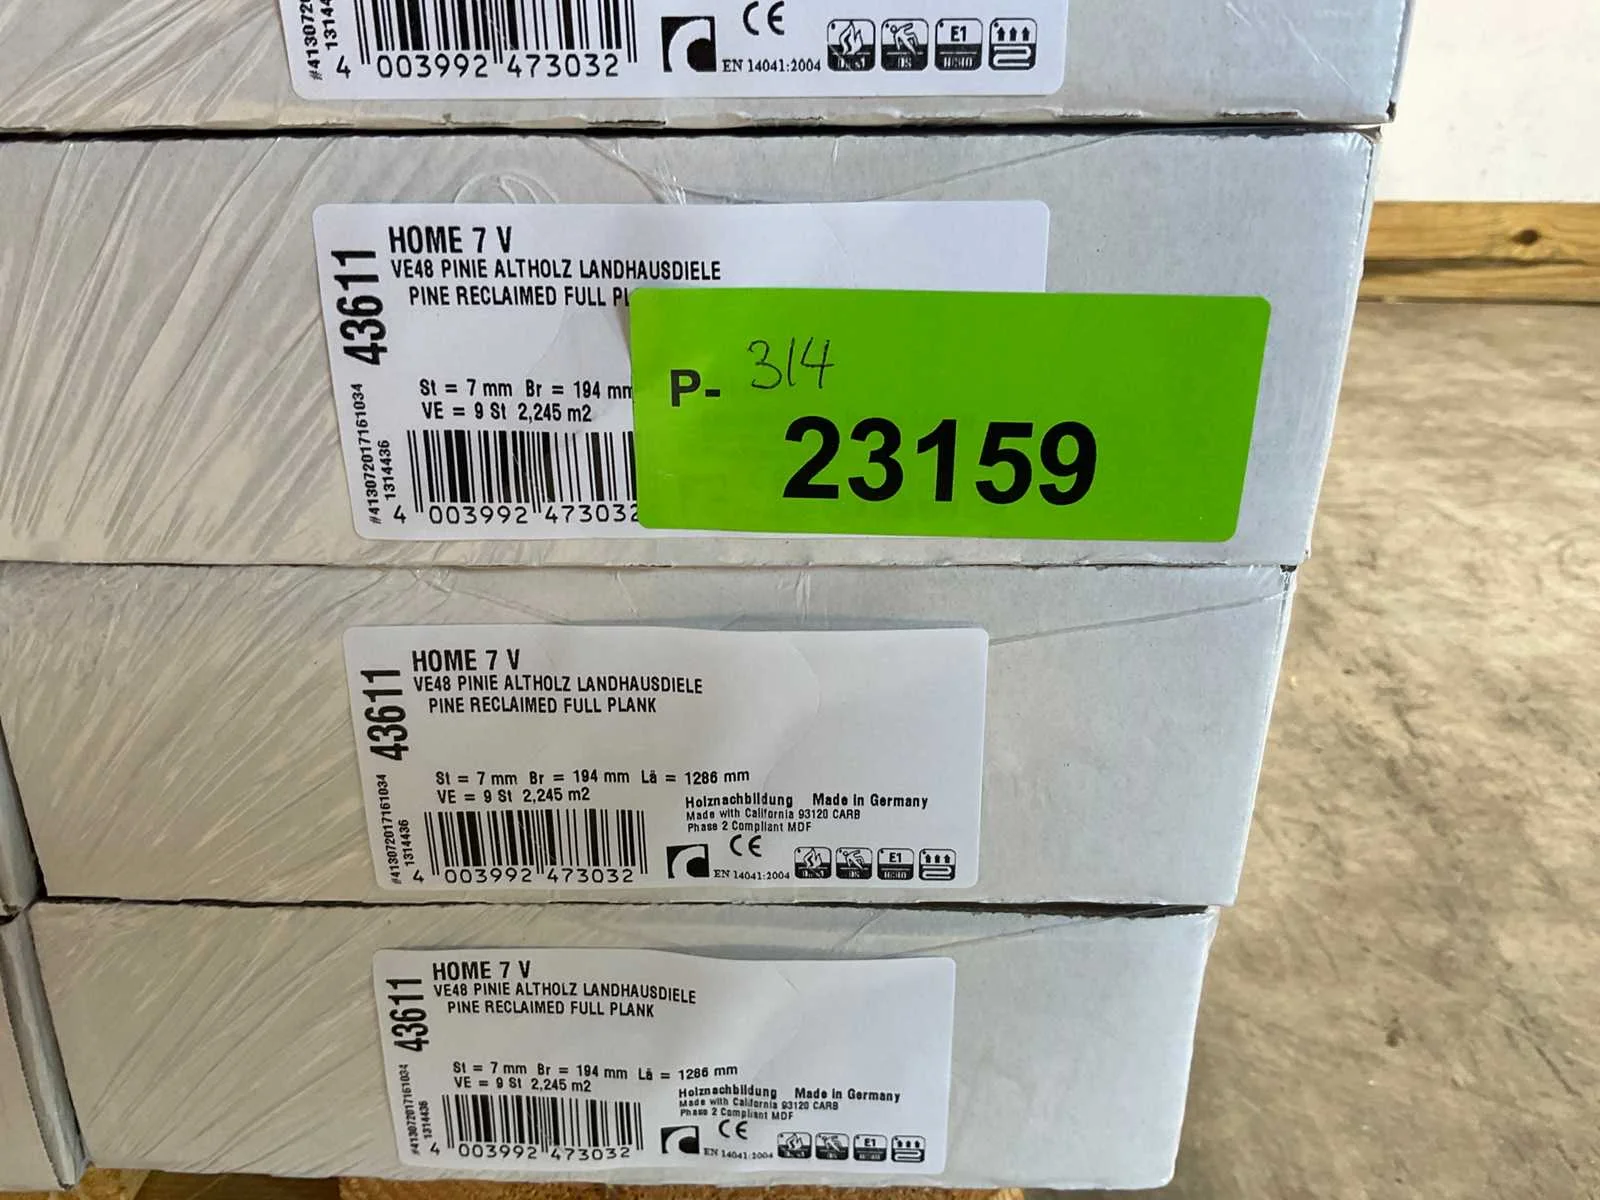 #4130720
1314
4 003992 473032
CE
EN 14041:2004
DS
E1
HOME 7 V
VE48 PINIE ALTHOLZ LANDHAUSDIELE
PINE RECLAIMED FULL PL
43611
St = 7 mm Br = 194 mm
VE = 9 St 2,245 m2
#413072017161034
1314436
4 003992 473032
P- 314
23159
HOME 7 V
VE48 PINIE ALTHOLZ LANDHAUSDIELE
PINE RECLAIMED FULL PLANK
43611
St = 7 mm Br = 194 mm Lä = 1286 mm
VE = 9 St 2,245 m2
Holznachbildung Made in Germany
Made with California 93120 CARB
Phase 2 Compliant MDF
#413072017161034
1314436
4 003992 473032
CE
EN 14041:2004
DS
E1
HOME 7 V
VE48 PINIE ALTHOLZ LANDHAUSDIELE
PINE RECLAIMED FULL PLANK
43611
St = 7 mm Br = 194 mm Lä = 1286 mm
VE = 9 St 2,245 m2
Holznachbildung Made in Germany
Made with California 93120 CARB
Phase 2 Compliant MDF
#413072017161034
1314436
4 003992 473032
CE
EN 14041:2004
E1